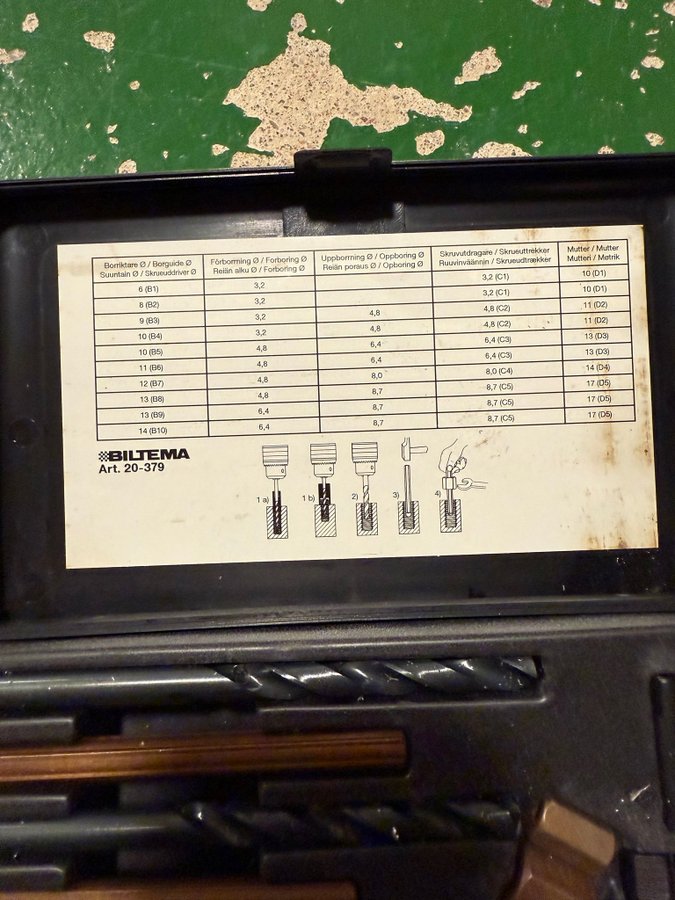 Borriktare Ø / Borguide Ø Förborrning Ø / Forboring Ø Uppborrning Ø / Oppboring Ø Skruvutdragare / Skrueuttrekker Mutter / Mutter
Suuntain Ø / Skrueuddriver Ø Reiän alku Ø / Forboring Ø Reiän poraus Ø / Opboring Ø Ruuvinväännin / Skrueudtrækker Mutteri / Møtrik
6 (B1) 3,2 3,2 (C1) 10 (D1)
8 (B2) 3,2 3,2 (C1) 10 (D1)
9 (B3) 3,2 4,8 4,8 (C2) 11 (D2)
10 (B4) 3,2 4,8 4,8 (C2) 11 (D2)
10 (B5) 4,8 6,4 6,4 (C3) 13 (D3)
11 (B6) 4,8 6,4 6,4 (C3) 13 (D3)
12 (B7) 4,8 8,0 8,0 (C4) 14 (D4)
13 (B8) 4,8 8,7 8,7 (C5) 17 (D5)
13 (B9) 6,4 8,7 8,7 (C5) 17 (D5)
14 (B10) 6,4 8,7 8,7 (C5) 17 (D5)
BILTEMA
Art. 20-379
1 a) 1 b) 2) 3) 4)